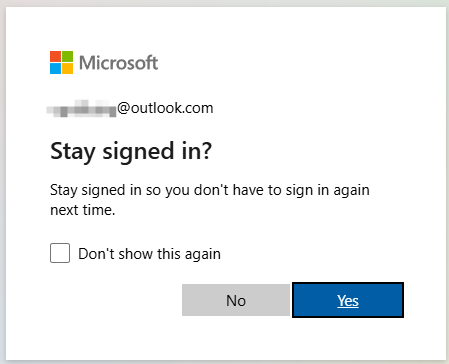 Microsoft
@outlook.com
Stay signed in?
Stay signed in so you don't have to sign in again
next time.
Don't show this again
No
Yes